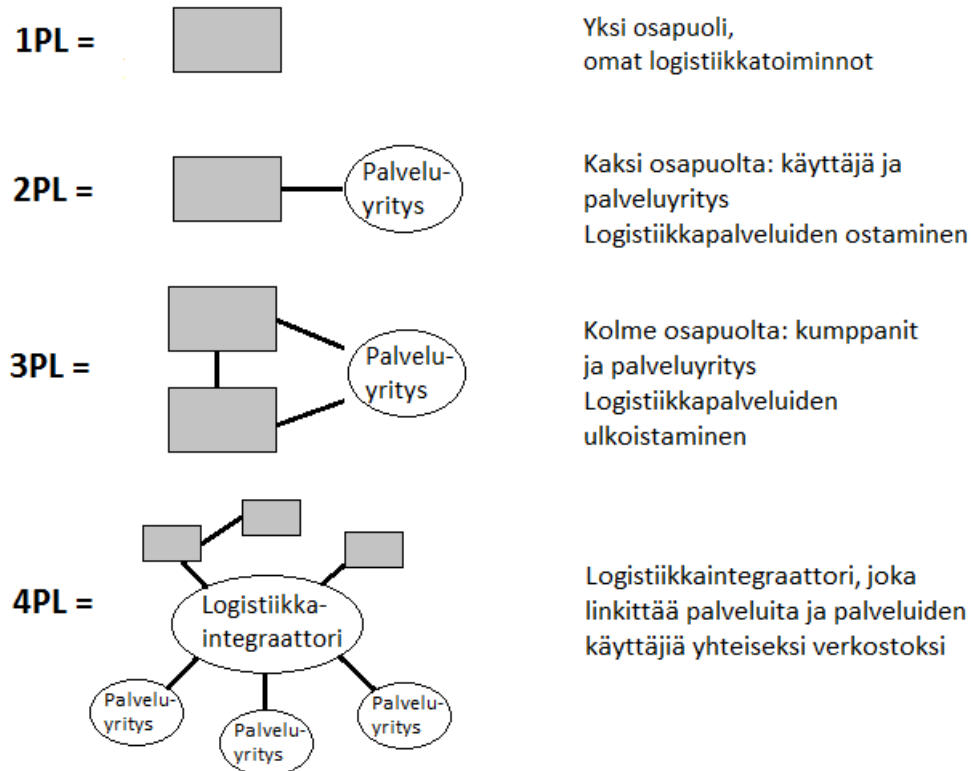 1PL =
Yksi osapuoli,
omat logistiikkatoiminnot
2PL =
Palvelu-
yritys
Kaksi osapuolta: käyttäjä ja
palveluyritys
Logistiikkapalveluiden ostaminen
3PL =
Palvelu-
yritys
Kolme osapuolta: kumppanit
ja palveluyritys
Logistiikkapalveluiden
ulkoistaminen
4PL =
Logistiikka-
integraattori
Palvelu-
yritys
Palvelu-
yritys
Palvelu-
yritys
Logistiikkaintegraattori, joka
linkittää palveluita ja palveluiden
käyttäjiä yhteiseksi verkostoksi